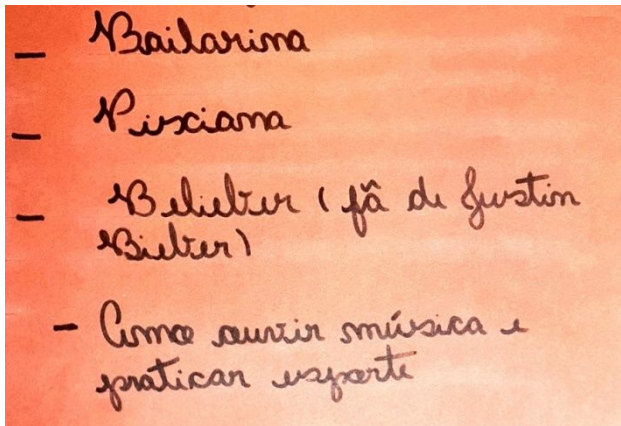 - Bailarina
- Pisciana
- Belieber (fã de Justin
Bieber)
- Amo ouvir música e
praticar esporte